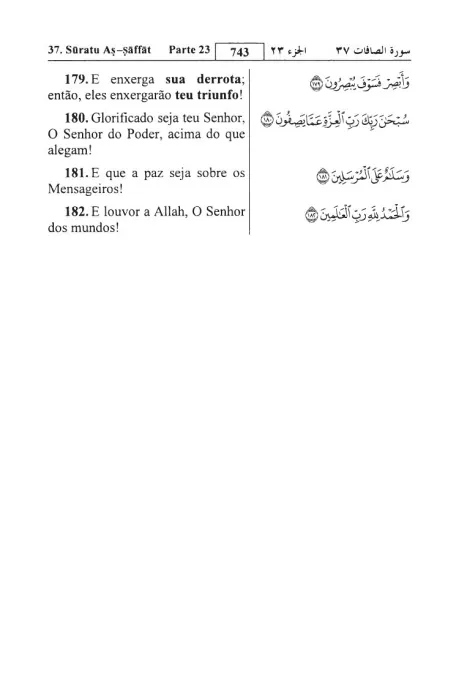 37. Sūratu Aṣ-Ṣāffāt Parte 23 743 الجزء ٢٣ سورة الصافات ٣٧
179. E enxerga sua derrota;
então, eles enxergarão teu triunfo!
وَأَبْصِرْ فَسَوْفَ يُبْصِرُونَ ١٧٩
180. Glorificado seja teu Senhor,
O Senhor do Poder, acima do que
alegam!
سُبْحَٰنَ رَبِّكَ رَبِّ ٱلْعِزَّةِ عَمَّا يَصِفُونَ ١٨٠
181. E que a paz seja sobre os
Mensageiros!
وَسَلَٰمٌ عَلَى ٱلْمُرْسَلِينَ ١٨١
182. E louvor a Allah, O Senhor
dos mundos!
وَٱلْحَمْدُ لِلَّهِ رَبِّ ٱلْعَٰلَمِينَ ١٨٢